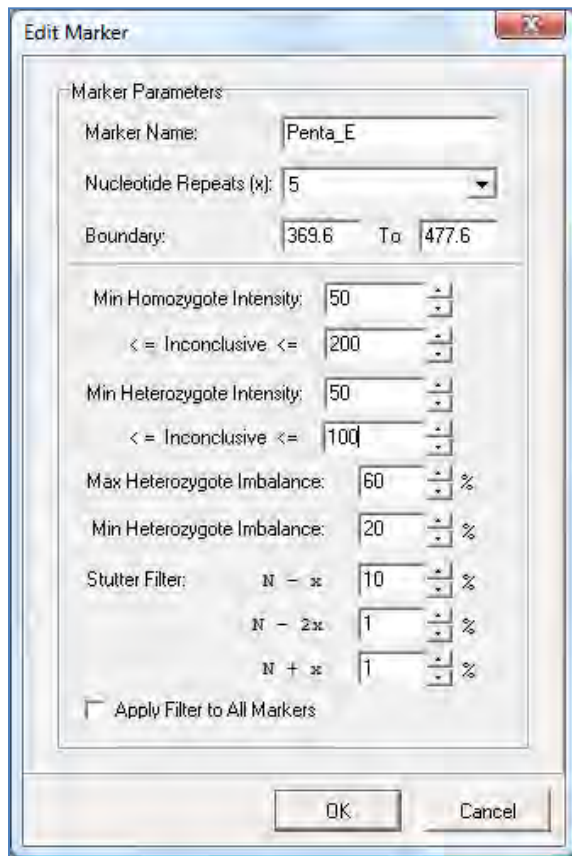 Edit Marker
Marker Parameters
Marker Name: Penta_E
Nucleotide Repeats (x): 5
Boundary: 369.6 To 477.6
Min Homozygote Intensity: 50
< = Inconclusive <= 200
Min Heterozygote Intensity: 50
< = Inconclusive <= 100
Max Heterozygote Imbalance: 60 %
Min Heterozygote Imbalance: 20 %
Stutter Filter: N - x 10 %
N - 2x 1 %
N + x 1 %
Apply Filter to All Markers
OK Cancel